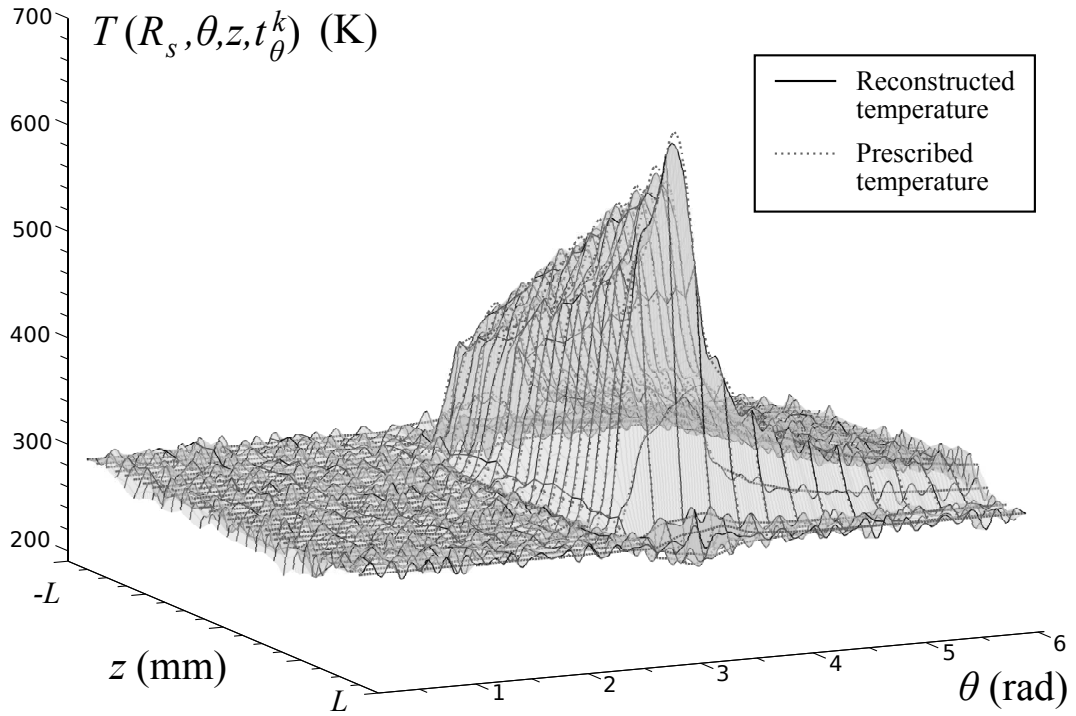 700
T (R_s, θ, z, t_θ^k) (K)
600
500
400
300
200
Reconstructed
temperature
Prescribed
temperature
-L
z (mm)
L
1
2
3
4
5
6
θ (rad)